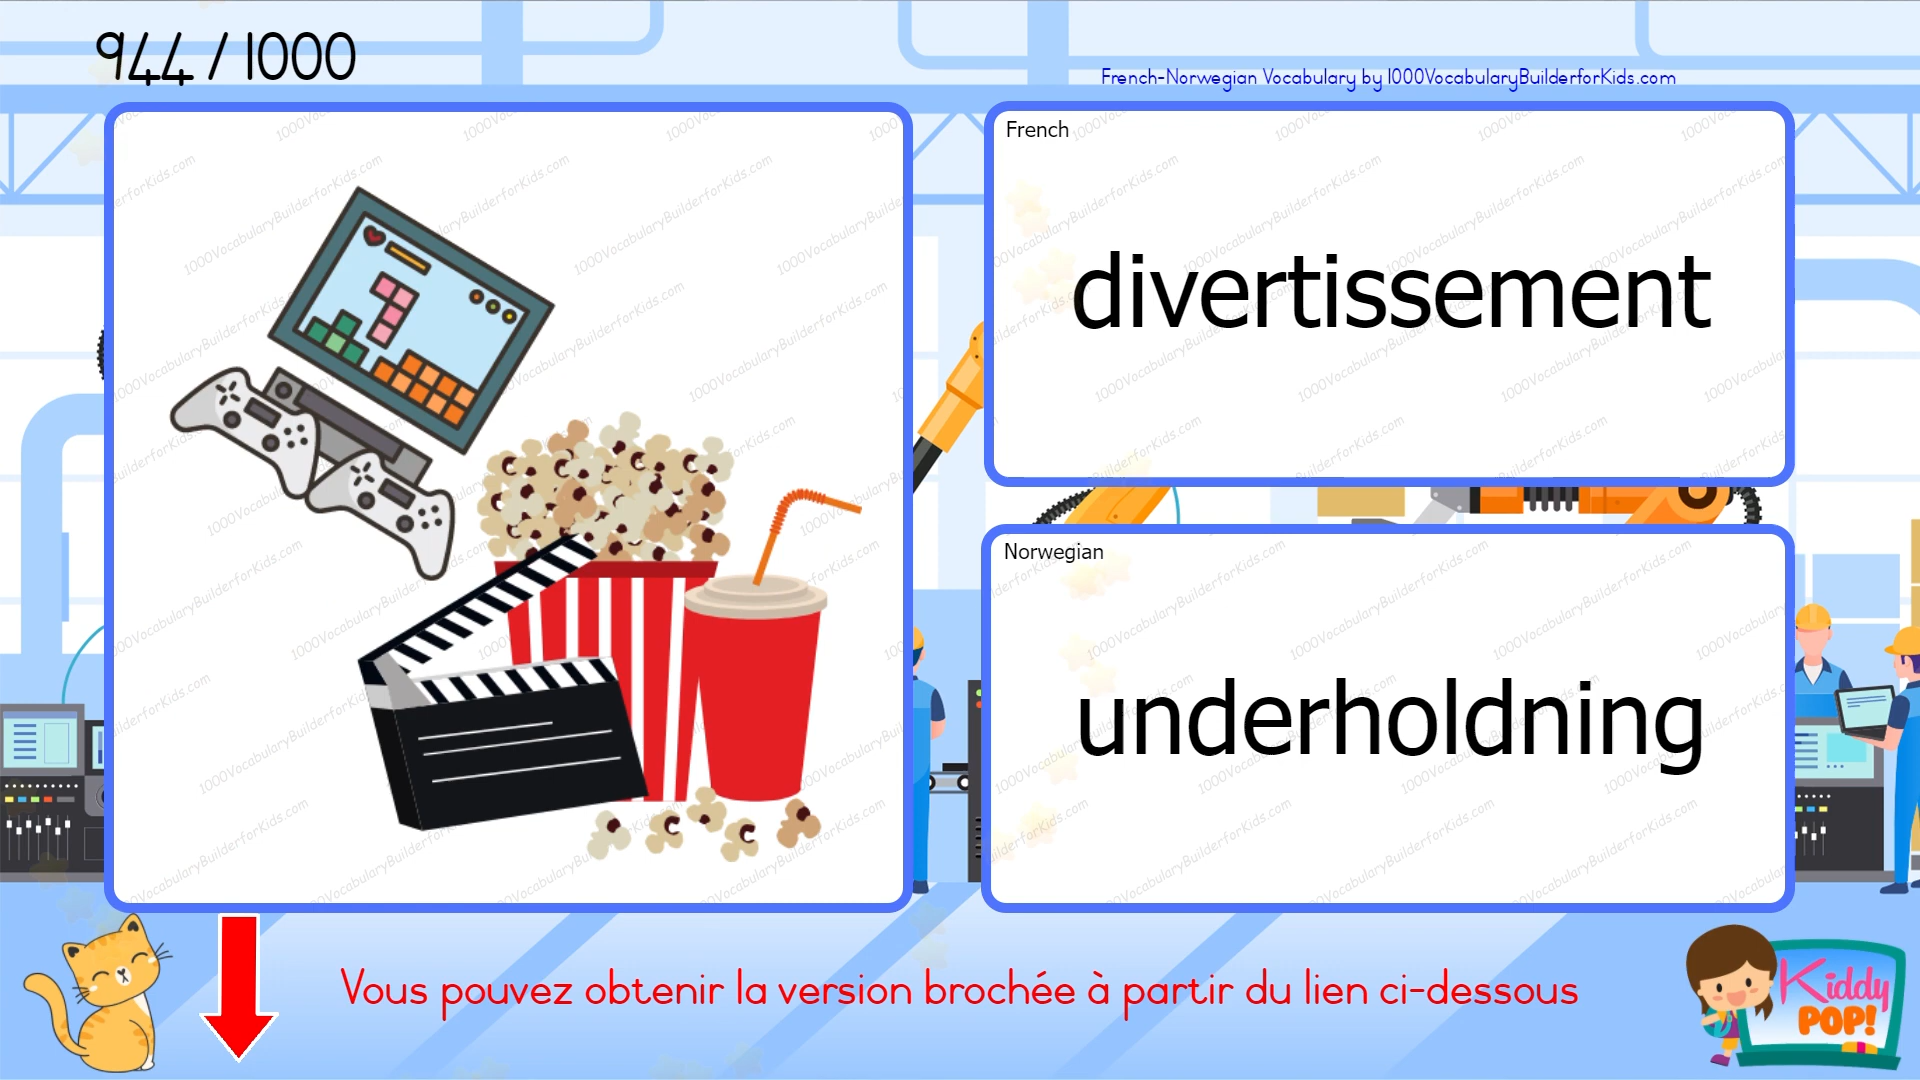 944 / 1000
French-Norwegian Vocabulary by 1000VocabularyBuilderforKids.com
French
divertissement
Norwegian
underholdning
Vous pouvez obtenir la version brochée à partir du lien ci-dessous
Kiddy
POP!